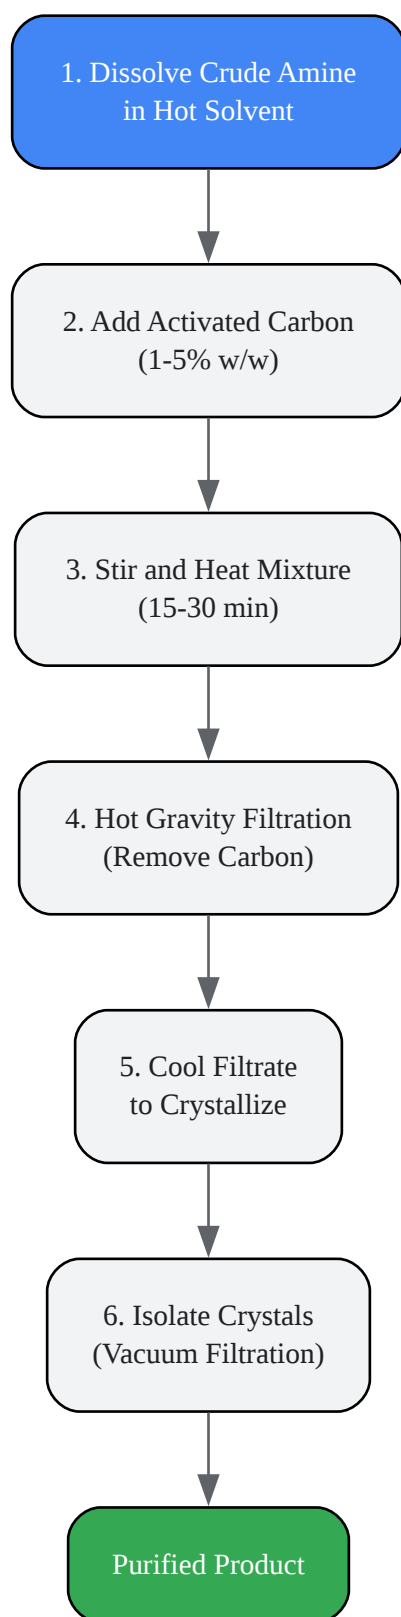 1. Dissolve Crude Amine
in Hot Solvent
2. Add Activated Carbon
(1-5% w/w)
3. Stir and Heat Mixture
(15-30 min)
4. Hot Gravity Filtration
(Remove Carbon)
5. Cool Filtrate
to Crystallize
6. Isolate Crystals
(Vacuum Filtration)
Purified Product